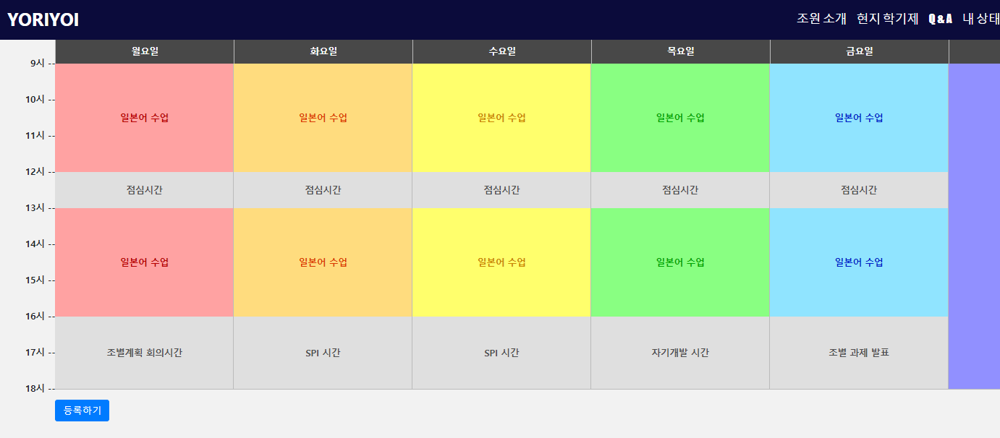 YORIYOI
조원 소개 현지 학기제 Q&A 내 상태
월요일 화요일 수요일 목요일 금요일
9시 --
10시 --
일본어 수업 일본어 수업 일본어 수업 일본어 수업 일본어 수업
11시 --
12시 --
점심시간 점심시간 점심시간 점심시간 점심시간
13시 --
14시 --
일본어 수업 일본어 수업 일본어 수업 일본어 수업 일본어 수업
15시 --
16시 --
17시 -- 조별계획 회의시간 SPI 시간 SPI 시간 자기개발 시간 조별 과제 발표
18시 --
등록하기